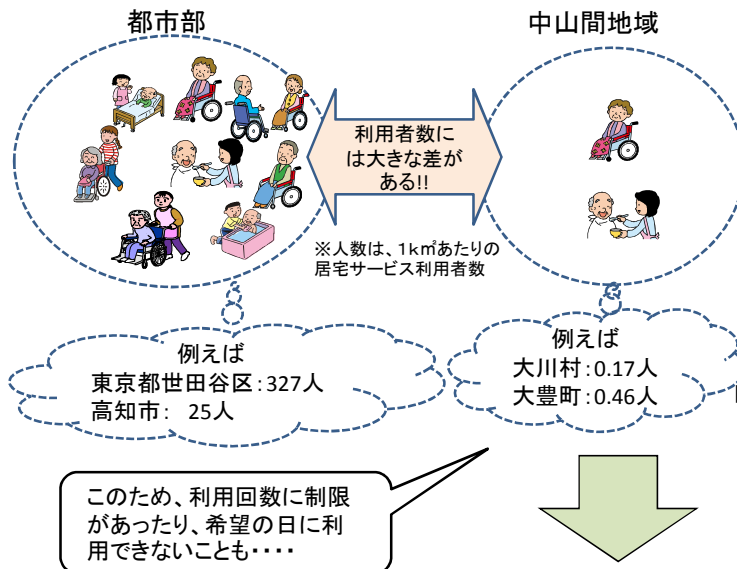 都市部
中山間地域
利用者数に
は大きな差が
ある!!
※人数は、1k㎡あたりの
居宅サービス利用者数
例えば
東京都世田谷区：327人
高知市： 25人
例えば
大川村：0.17人
大豊町：0.46人
このため、利用回数に制限
があったり、希望の日に利
用できないことも････